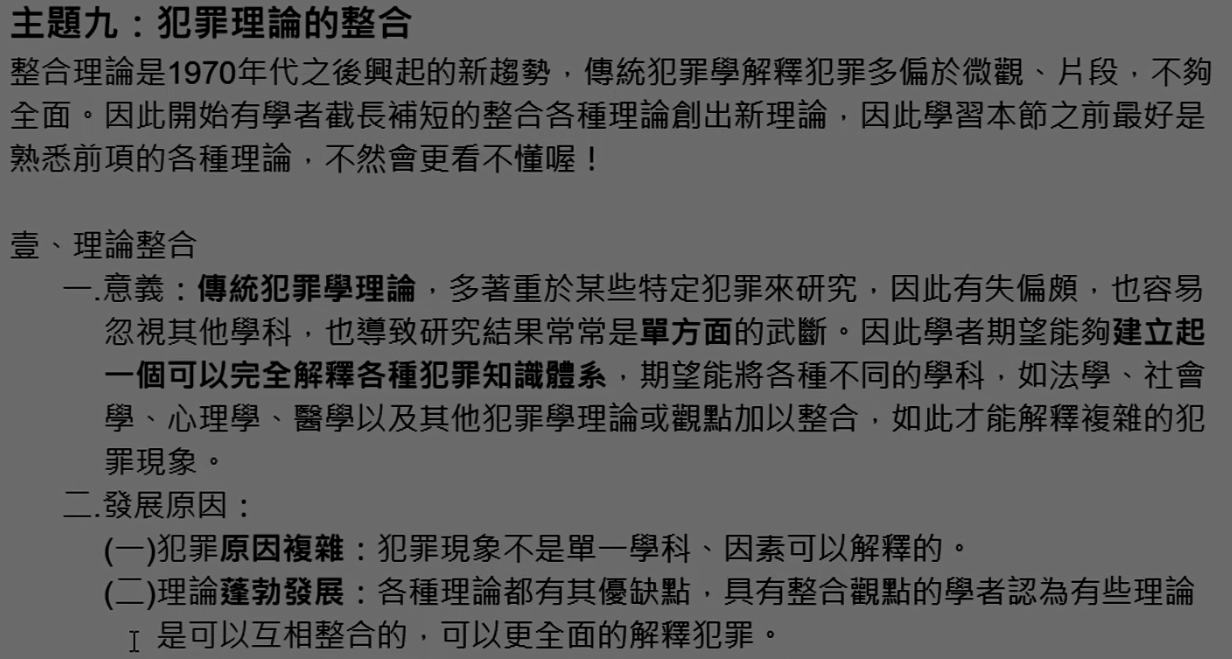 主題九：犯罪理論的整合
整合理論是1970年代之後興起的新趨勢，傳統犯罪學解釋犯罪多偏於微觀、片段，不夠
全面。因此開始有學者截長補短的整合各種理論創出新理論，因此學習本節之前最好是
熟悉前項的各種理論，不然會更看不懂喔！
壹、理論整合
一.意義：傳統犯罪學理論，多著重於某些特定犯罪來研究，因此有失偏頗，也容易
忽視其他學科，也導致研究結果常常是單方面的武斷。因此學者期望能夠建立起
一個可以完全解釋各種犯罪知識體系，期望能將各種不同的學科，如法學、社會
學、心理學、醫學以及其他犯罪學理論或觀點加以整合，如此才能解釋複雜的犯
罪現象。
二.發展原因：
(一)犯罪原因複雜：犯罪現象不是單一學科、因素可以解釋的。
(二)理論蓬勃發展：各種理論都有其優缺點，具有整合觀點的學者認為有些理論
是可以互相整合的，可以更全面的解釋犯罪。